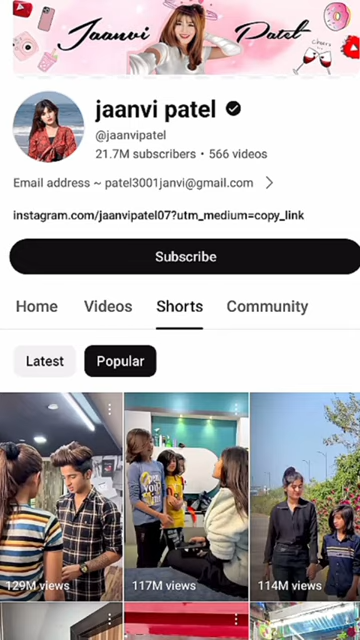 Jaanvi Patel
Cheers
jaanvi patel
@jaanvipatel
21.7M subscribers • 566 videos
Email address ~ patel3001janvi@gmail.com
instagram.com/jaanvipatel07?utm_medium=copy_link
Subscribe
Home Videos Shorts Community
Latest Popular
129M views 117M views 114M views